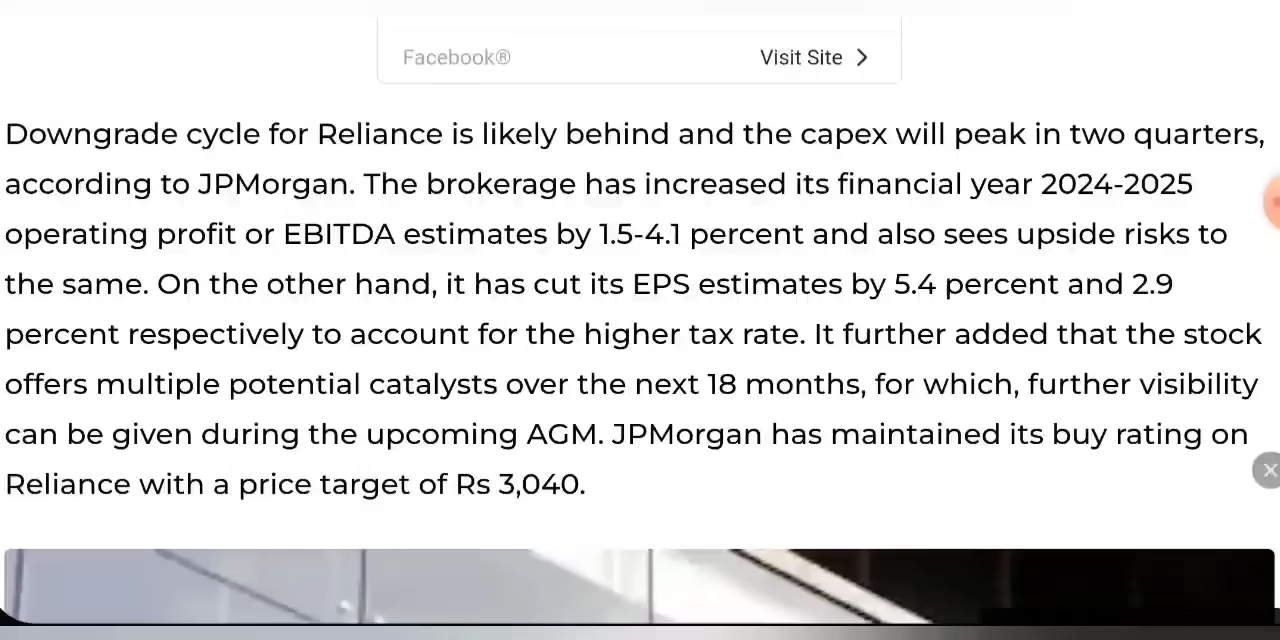 Facebook® Visit Site
Downgrade cycle for Reliance is likely behind and the capex will peak in two quarters,
according to JPMorgan. The brokerage has increased its financial year 2024-2025
operating profit or EBITDA estimates by 1.5-4.1 percent and also sees upside risks to
the same. On the other hand, it has cut its EPS estimates by 5.4 percent and 2.9
percent respectively to account for the higher tax rate. It further added that the stock
offers multiple potential catalysts over the next 18 months, for which, further visibility
can be given during the upcoming AGM. JPMorgan has maintained its buy rating on
Reliance with a price target of Rs 3,040.